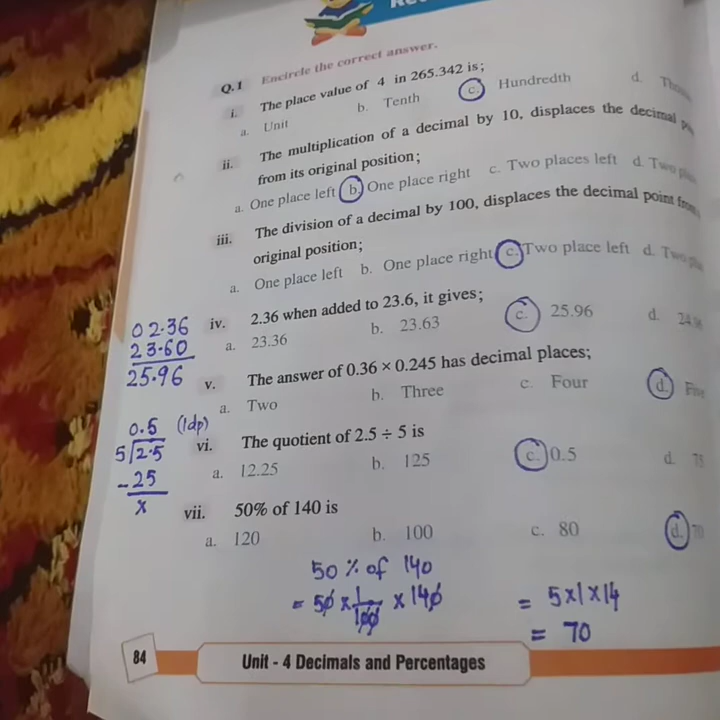 Q.1 Encircle the correct answer.
i. The place value of 4 in 265.342 is;
a. Unit b. Tenth c. Hundredth d.
ii. The multiplication of a decimal by 10, displaces the decimal
from its original position;
a. One place left b. One place right c. Two places left d. Two
iii. The division of a decimal by 100, displaces the decimal point from
original position;
a. One place left b. One place right c. Two place left d. Two
02.36
23.60
25.96
iv. 2.36 when added to 23.6, it gives;
a. 23.36 b. 23.63 c. 25.96 d.
v. The answer of 0.36 × 0.245 has decimal places;
a. Two b. Three c. Four d. Five
0.5 (1dp)
5 2.5
-25
x
vi. The quotient of 2.5 ÷ 5 is
a. 12.25 b. 125 c. 0.5 d. 75
vii. 50% of 140 is
a. 120 b. 100 c. 80 d. 70
50 % of 140
= 50 × 1/100 × 140 = 5×1×14
= 70
84 Unit - 4 Decimals and Percentages